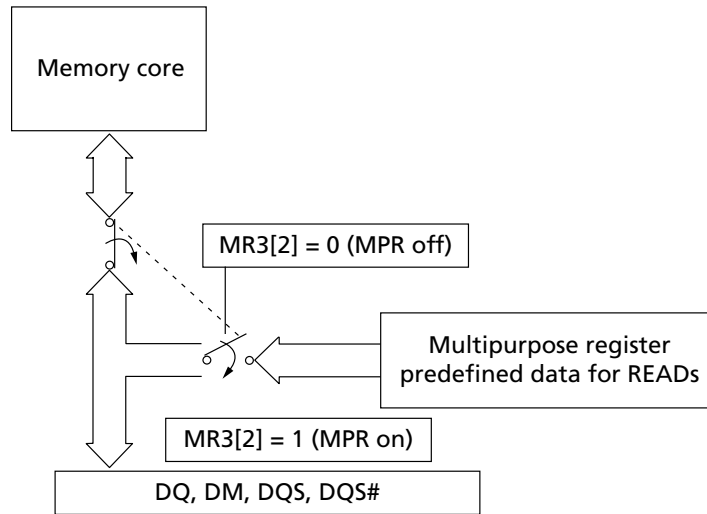 Memory core
MR3[2] = 0 (MPR off)
Multipurpose register
predefined data for READs
MR3[2] = 1 (MPR on)
DQ, DM, DQS, DQS#